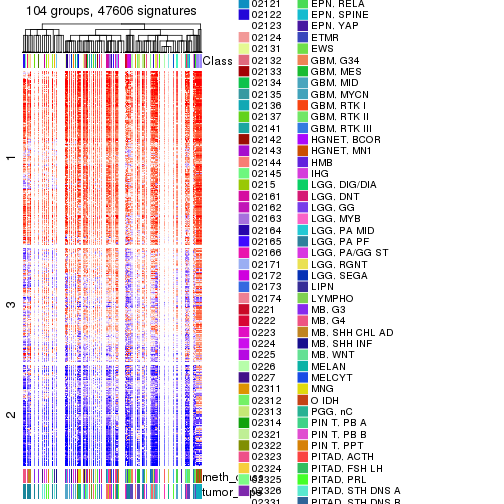 104 groups, 47606 signatures
Class
1
3
2
meth_
tumor_
02121 EPN. RELA
02122 EPN. SPINE
02123 EPN. YAP
02124 ETMR
02131 EWS
02132 GBM. G34
02133 GBM. MES
02134 GBM. MID
02135 GBM. MYCN
02136 GBM. RTK I
02137 GBM. RTK II
02141 GBM. RTK III
02142 HGNET. BCOR
02143 HGNET. MN1
02144 HMB
02145 IHG
0215 LGG. DIG/DIA
02161 LGG. DNT
02162 LGG. GG
02163 LGG. MYB
02164 LGG. PA MID
02165 LGG. PA PF
02166 LGG. PA/GG ST
02171 LGG. RGNT
02172 LGG. SEGA
02173 LIPN
02174 LYMPHO
0221 MB. G3
0222 MB. G4
0223 MB. SHH CHL AD
0224 MB. SHH INF
0225 MB. WNT
0226 MELAN
0227 MELCYT
02311 MNG
02312 O IDH
02313 PGG. nC
02314 PIN T. PB A
02321 PIN T. PB B
02322 PIN T. PPT
02323 PITAD. ACTH
02324 PITAD. FSH LH
02325 PITAD. PRL
02326 PITAD. STH DNS A
02331 PITAD. STH DNS B